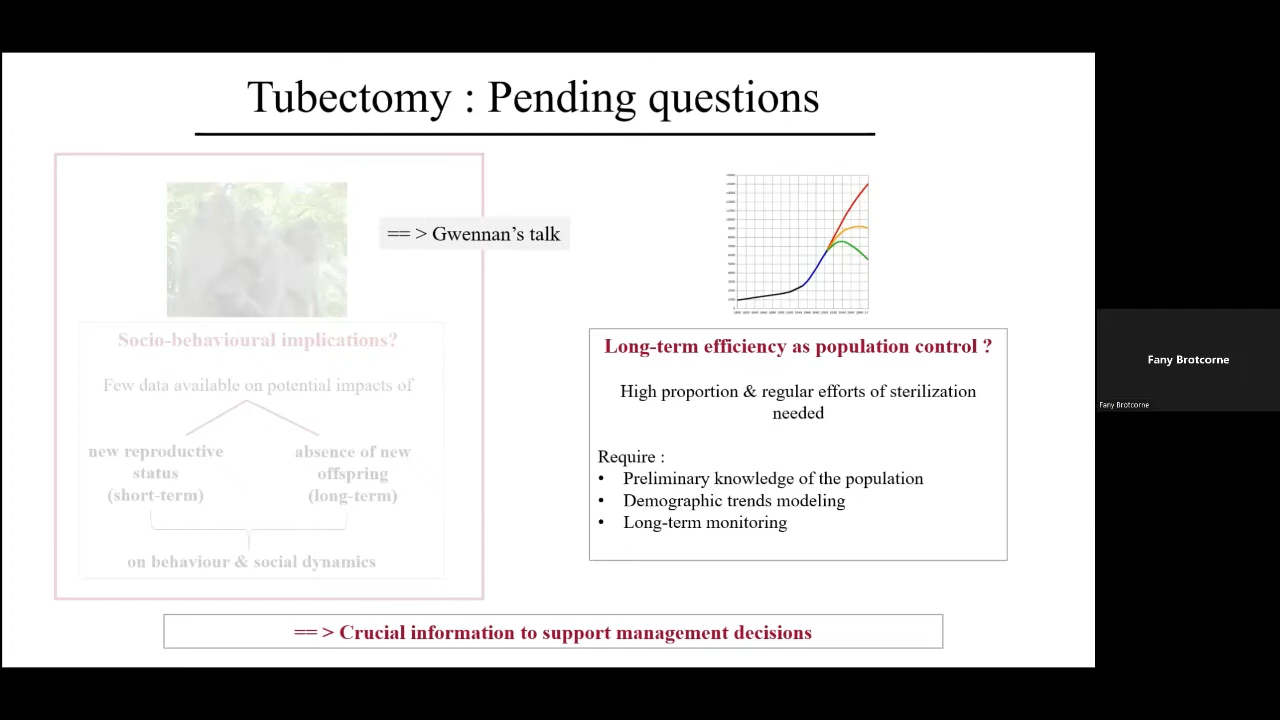 Tubectomy : Pending questions
== > Gwennan's talk
Socio-behavioural implications?
Few data available on potential impacts of
new reproductive
status
(short-term)
absence of new
offspring
(long-term)
on behaviour & social dynamics
Long-term efficiency as population control ?
High proportion & regular efforts of sterilization
needed
Require :
• Preliminary knowledge of the population
• Demographic trends modeling
• Long-term monitoring
== > Crucial information to support management decisions
Fany Brotcorne
Fany Brotcorne